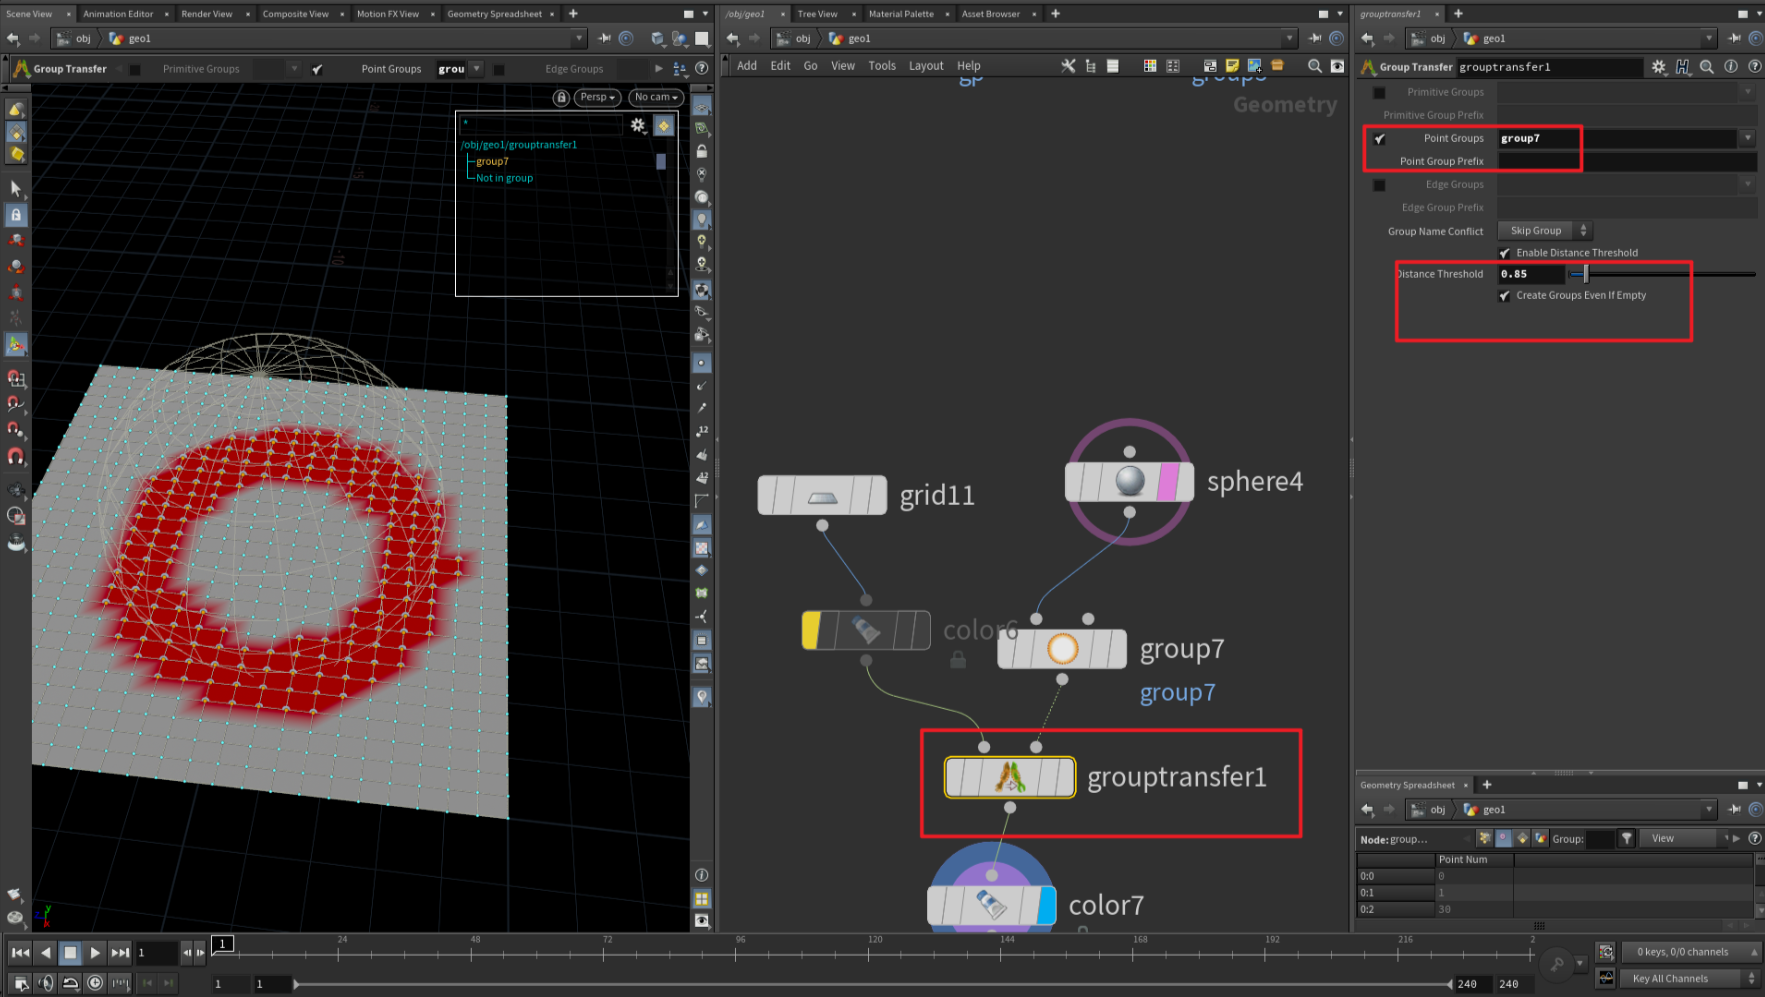 Scene View
Animation Editor
Render View
Composite View
Motion FX View
Geometry Spreadsheet
obj
geo1
Group Transfer
Primitive Groups
Point Groups
grou
Edge Groups
Persp
No cam
*
/obj/geo1/grouptransfer1
group7
Not in group
/obj/geo1
Tree View
Material Palette
Asset Browser
obj
geo1
Add
Edit
Go
View
Tools
Layout
Help
Geometry
grid11
sphere4
color6
group7
group7
grouptransfer1
color7
grouptransfer1
obj
geo1
Group Transfer
grouptransfer1
Primitive Groups
Primitive Group Prefix
Point Groups
group7
Point Group Prefix
Edge Groups
Edge Group Prefix
Group Name Conflict
Skip Group
Enable Distance Threshold
Distance Threshold
0.85
Create Groups Even If Empty
Geometry Spreadsheet
obj
geo1
Node: group...
Group:
View
Point Num
0:0
0
0:1
1
0:2
30
1
1
24
48
72
96
120
144
168
192
216
2
0 keys, 0/0 channels
1
1
240
240
Key All Channels